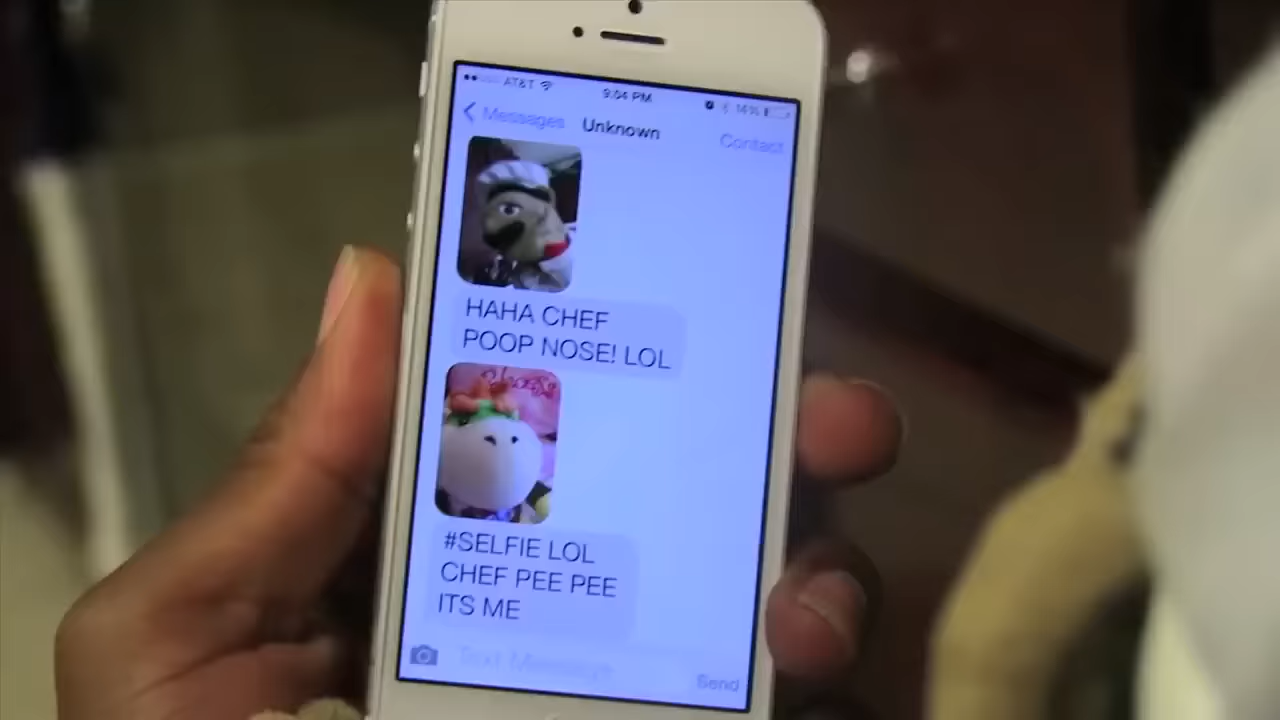 AT&T 9:04 PM 14%
Messages Unknown Contact
HAHA CHEF
POOP NOSE! LOL
#SELFIE LOL
CHEF PEE PEE
ITS ME
Text Message Send